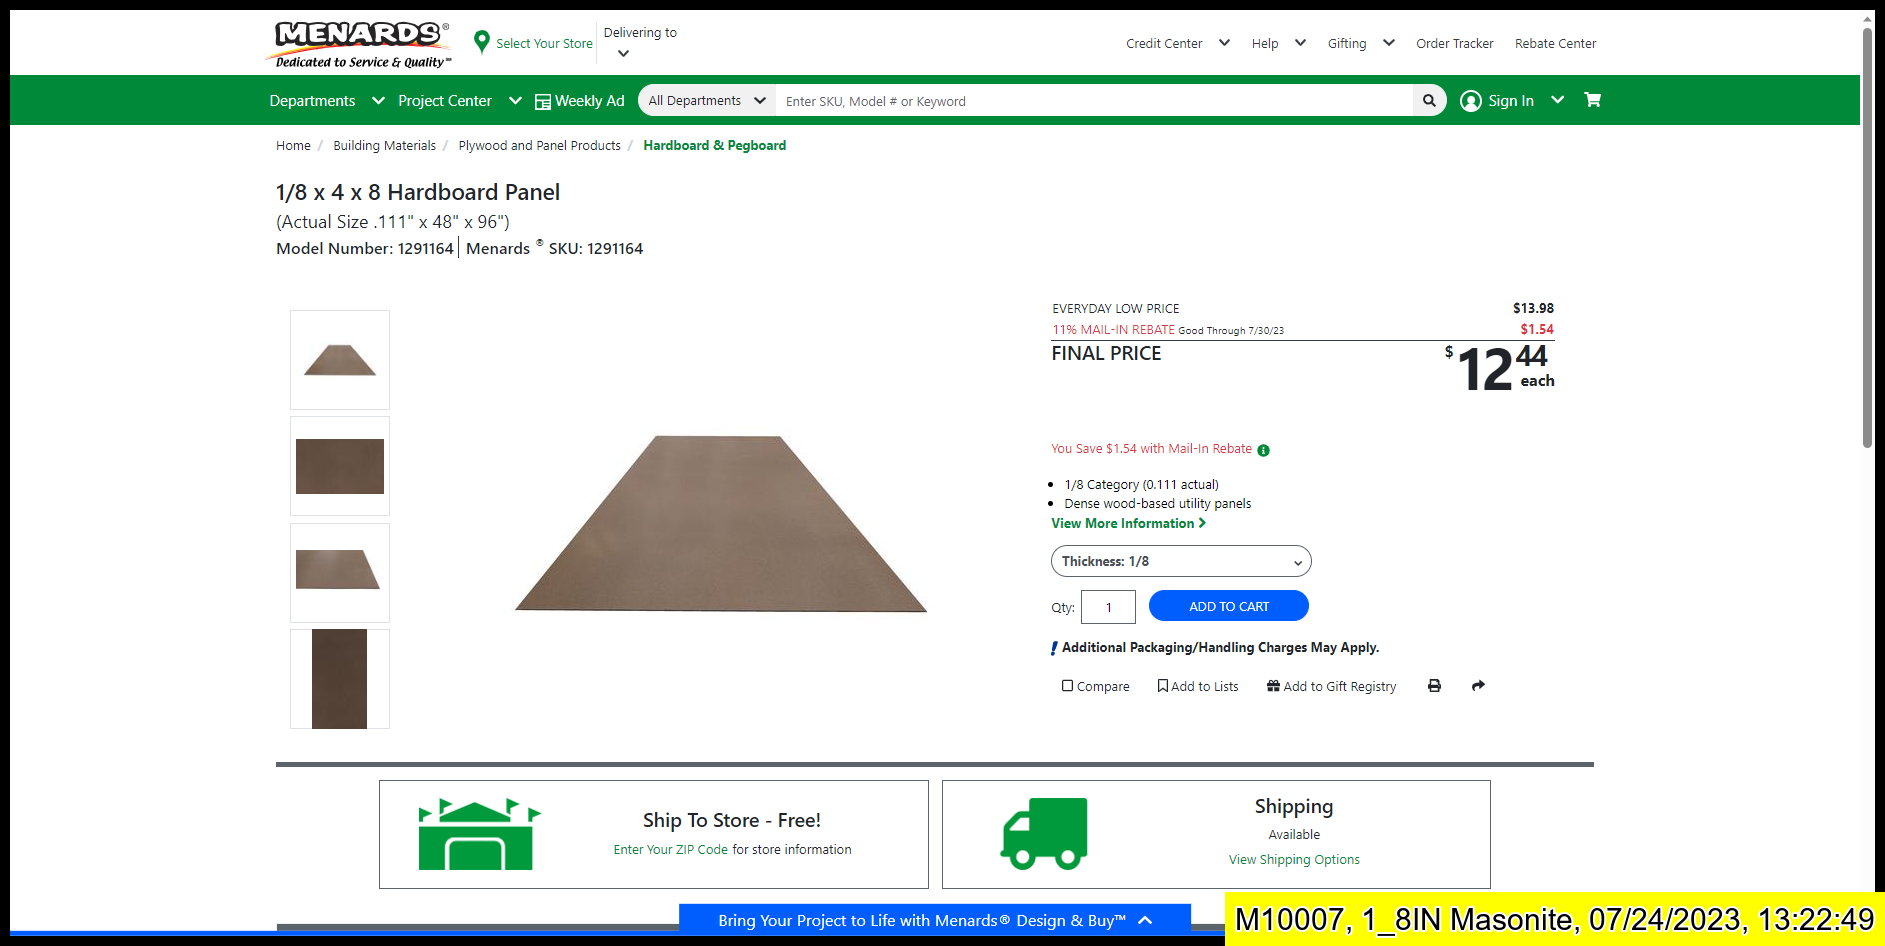 MENARDS®
Dedicated to Service & Quality℠
Select Your Store
Delivering to
Credit Center
Help
Gifting
Order Tracker
Rebate Center
Departments
Project Center
Weekly Ad
All Departments
Enter SKU, Model # or Keyword
Sign In
Home / Building Materials / Plywood and Panel Products / Hardboard & Pegboard
1/8 x 4 x 8 Hardboard Panel
(Actual Size .111" x 48" x 96")
Model Number: 1291164 | Menards ® SKU: 1291164
EVERYDAY LOW PRICE $13.98
11% MAIL-IN REBATE Good Through 7/30/23 $1.54
FINAL PRICE $12 44 each
You Save $1.54 with Mail-In Rebate
• 1/8 Category (0.111 actual)
• Dense wood-based utility panels
View More Information
Thickness: 1/8
Qty: 1 ADD TO CART
! Additional Packaging/Handling Charges May Apply.
Compare
Add to Lists
Add to Gift Registry
Ship To Store - Free!
Enter Your ZIP Code for store information
Shipping
Available
View Shipping Options
Bring Your Project to Life with Menards® Design & Buy™
M10007, 1_8IN Masonite, 07/24/2023, 13:22:49